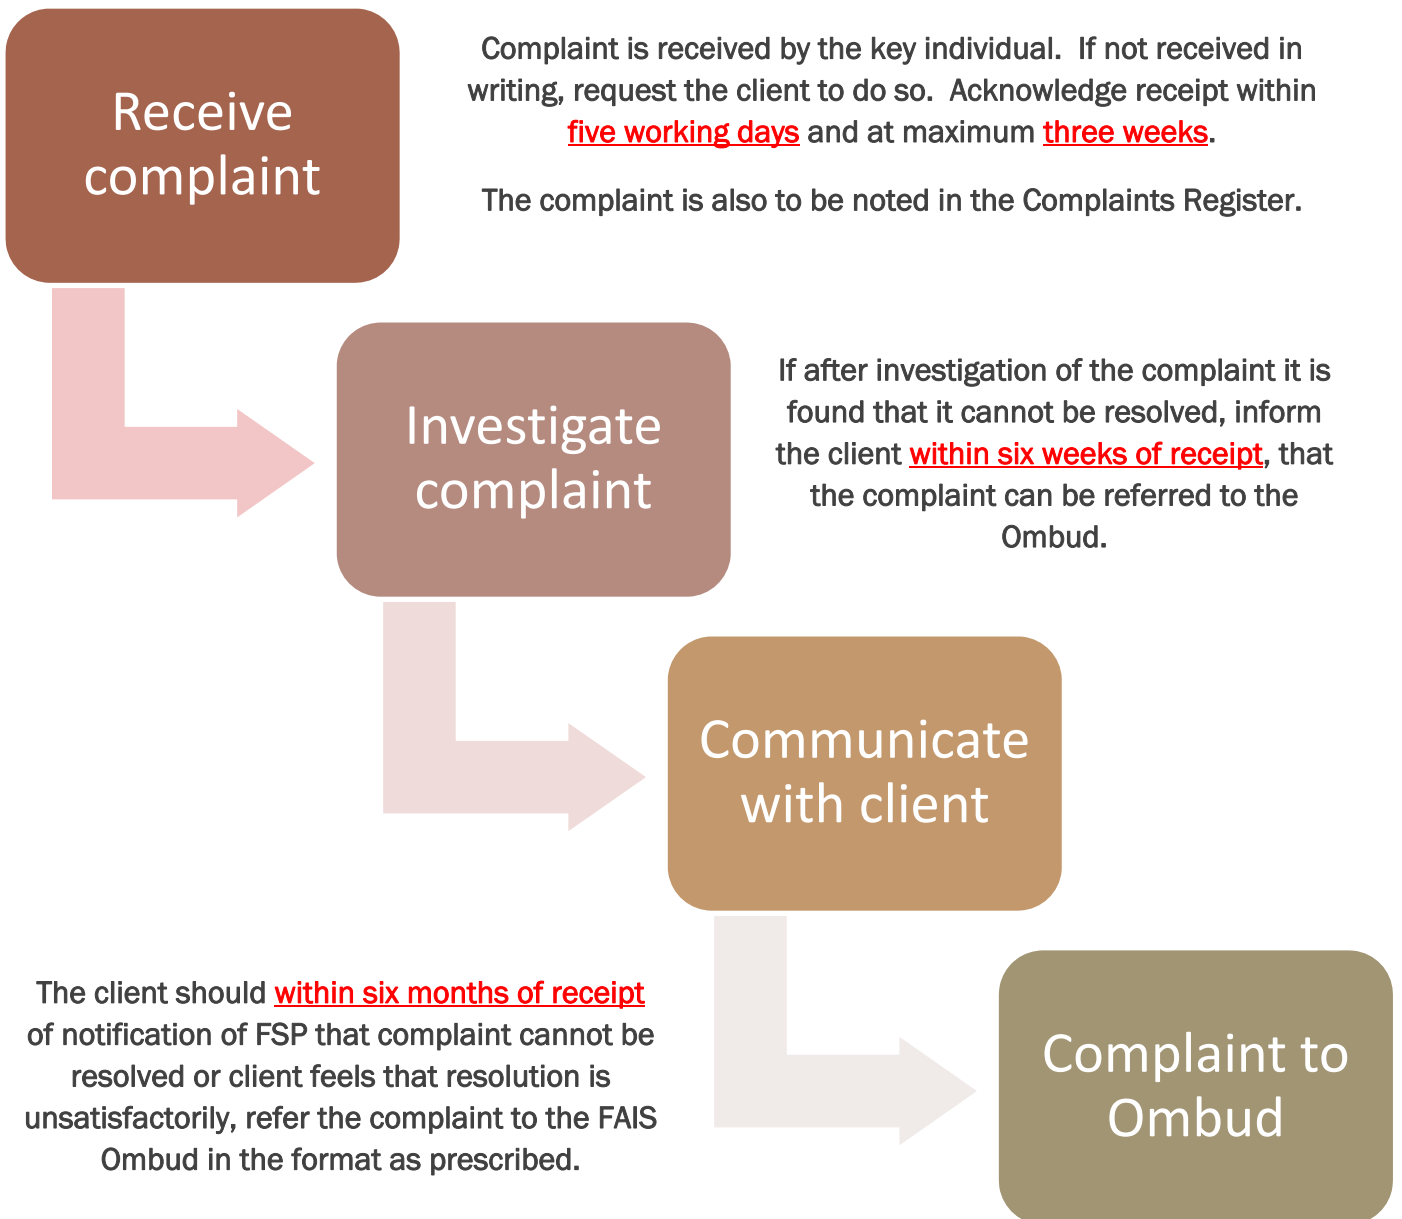 Receive
complaint
Complaint is received by the key individual.  If not received in
writing, request the client to do so.  Acknowledge receipt within
five working days and at maximum three weeks.
The complaint is also to be noted in the Complaints Register.
Investigate
complaint
If after investigation of the complaint it is
found that it cannot be resolved, inform
the client within six weeks of receipt, that
the complaint can be referred to the
Ombud.
Communicate
with client
The client should within six months of receipt
of notification of FSP that complaint cannot be
resolved or client feels that resolution is
unsatisfactorily, refer the complaint to the FAIS
Ombud in the format as prescribed.
Complaint to
Ombud